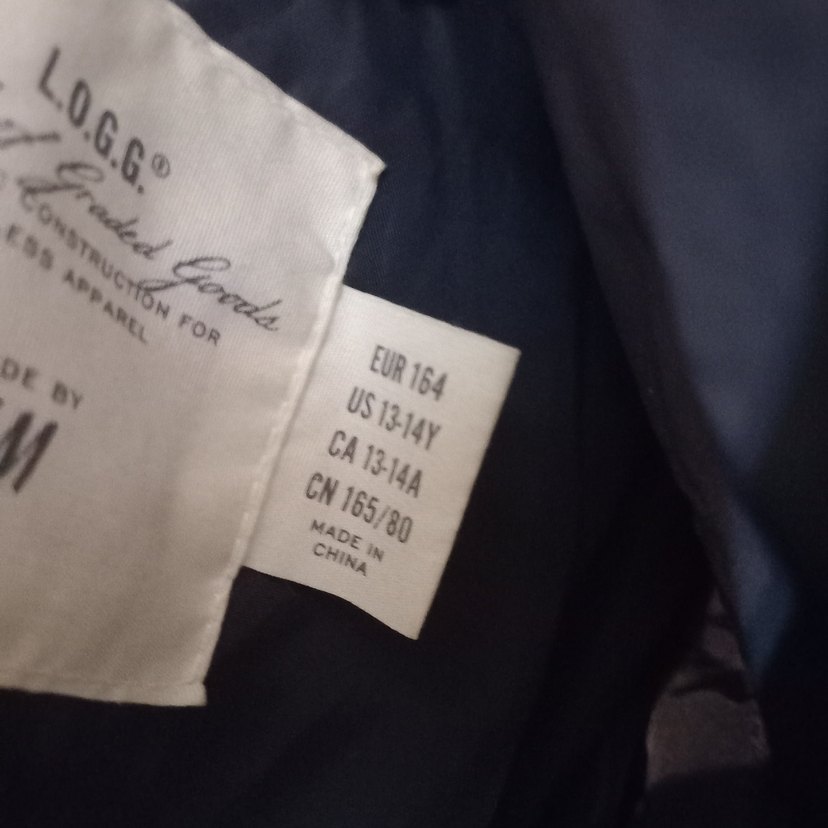 L.O.G.G.®
Graded Goods
CONSTRUCTION FOR
ESS APPAREL
DE BY
M
EUR 164
US 13-14Y
CA 13-14A
CN 165/80
MADE IN
CHINA